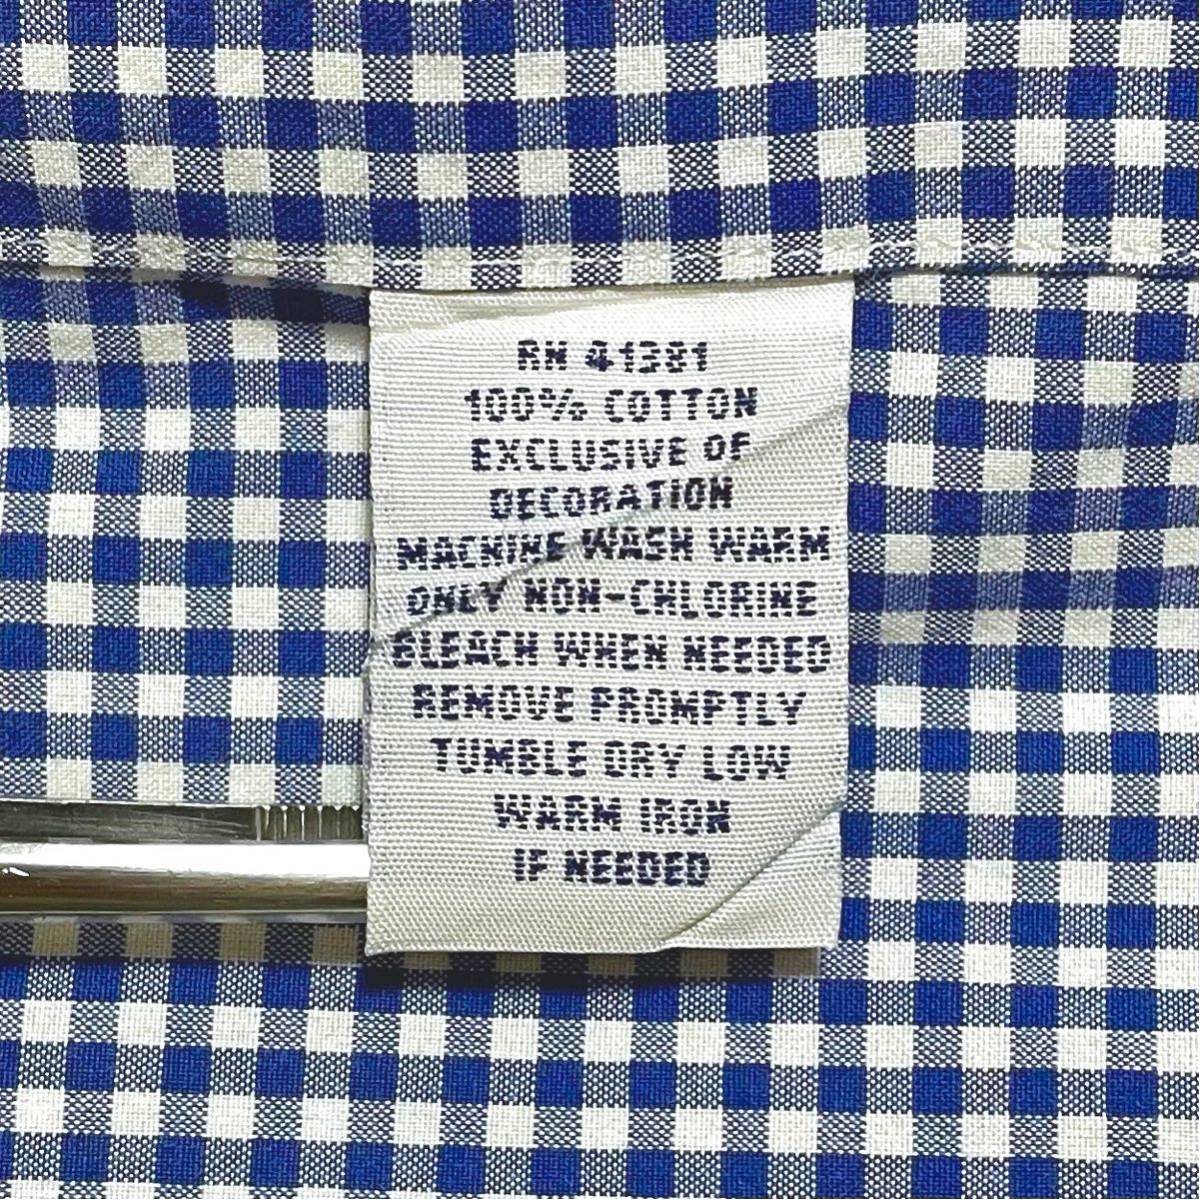 RN 41381
100% COTTON
EXCLUSIVE OF
DECORATION
MACHINE WASH WARM
ONLY NON-CHLORINE
BLEACH WHEN NEEDED
REMOVE PROMPTLY
TUMBLE DRY LOW
WARM IRON
IF NEEDED